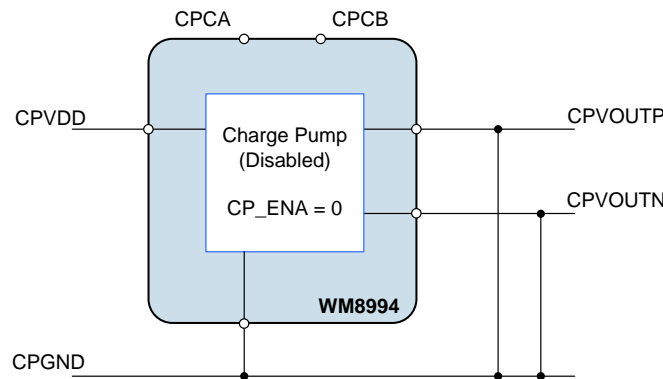 CPCA
CPCB
CPVDD
Charge Pump
(Disabled)
CP_ENA = 0
CPVOUTP
CPVOUTN
WM8994
CPGND